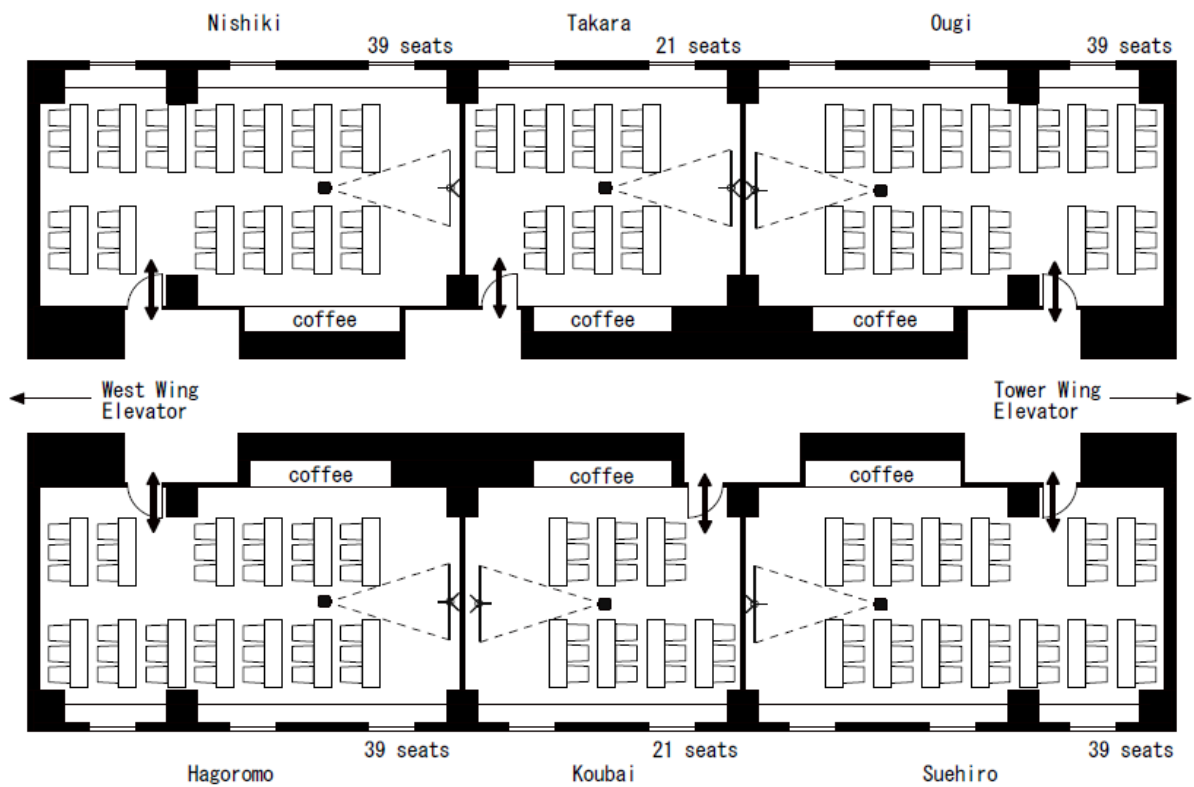 Nishiki
Takara
Ougi
39 seats
21 seats
39 seats
coffee
coffee
coffee
West Wing
Elevator
Tower Wing
Elevator
coffee
coffee
coffee
39 seats
21 seats
39 seats
Hagoromo
Koubai
Suehiro